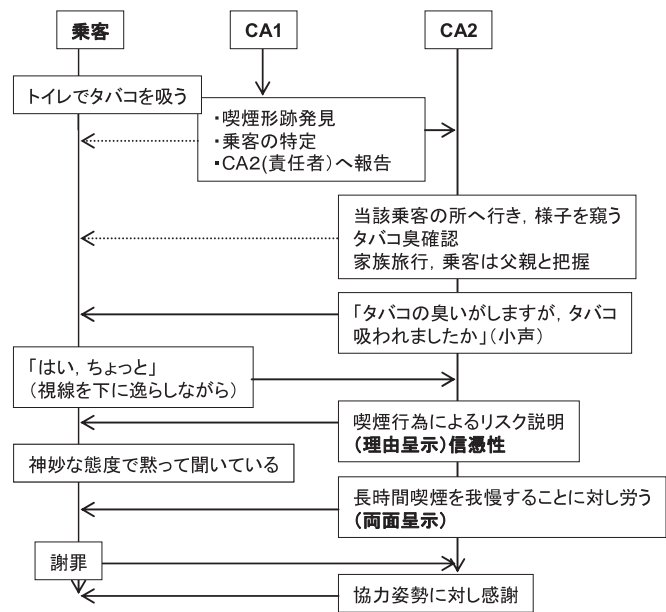 乗客
CA1
CA2
トイレでタバコを吸う
・喫煙形跡発見
・乗客の特定
・CA2(責任者)へ報告
当該乗客の所へ行き，様子を窺う
タバコ臭確認
家族旅行，乗客は父親と把握
「タバコの臭いがしますが，タバコ
吸われましたか」（小声）
「はい，ちょっと」
（視線を下に逸らしながら）
喫煙行為によるリスク説明
（理由呈示）信憑性
神妙な態度で黙って聞いている
長時間喫煙を我慢することに対し労う
（両面呈示）
謝罪
協力姿勢に対し感謝